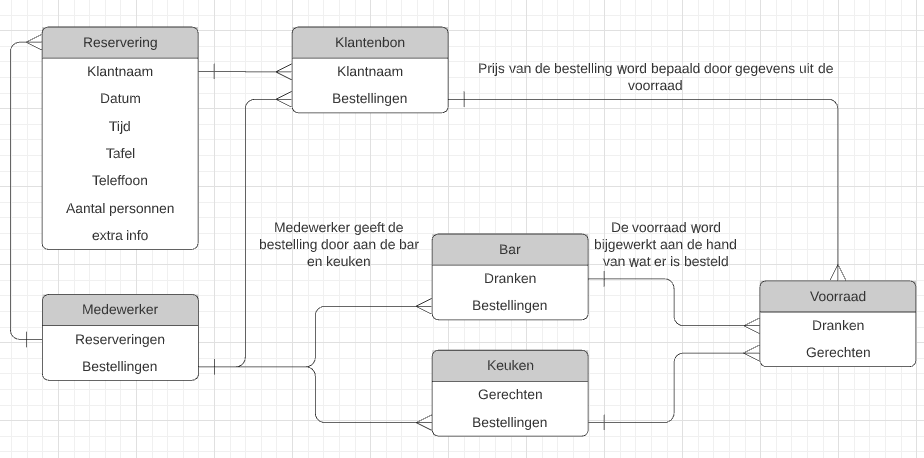 Reservering
Klantnaam
Datum
Tijd
Tafel
Teleffoon
Aantal personnen
extra info
Klantenbon
Klantnaam
Bestellingen
Prijs van de bestelling word bepaald door gegevens uit de
voorraad
Medewerker geeft de
bestelling door aan de bar
en keuken
Bar
Dranken
Bestellingen
De voorraad word
bijgewerkt aan de hand
van wat er is besteld
Voorraad
Dranken
Gerechten
Medewerker
Reserveringen
Bestellingen
Keuken
Gerechten
Bestellingen